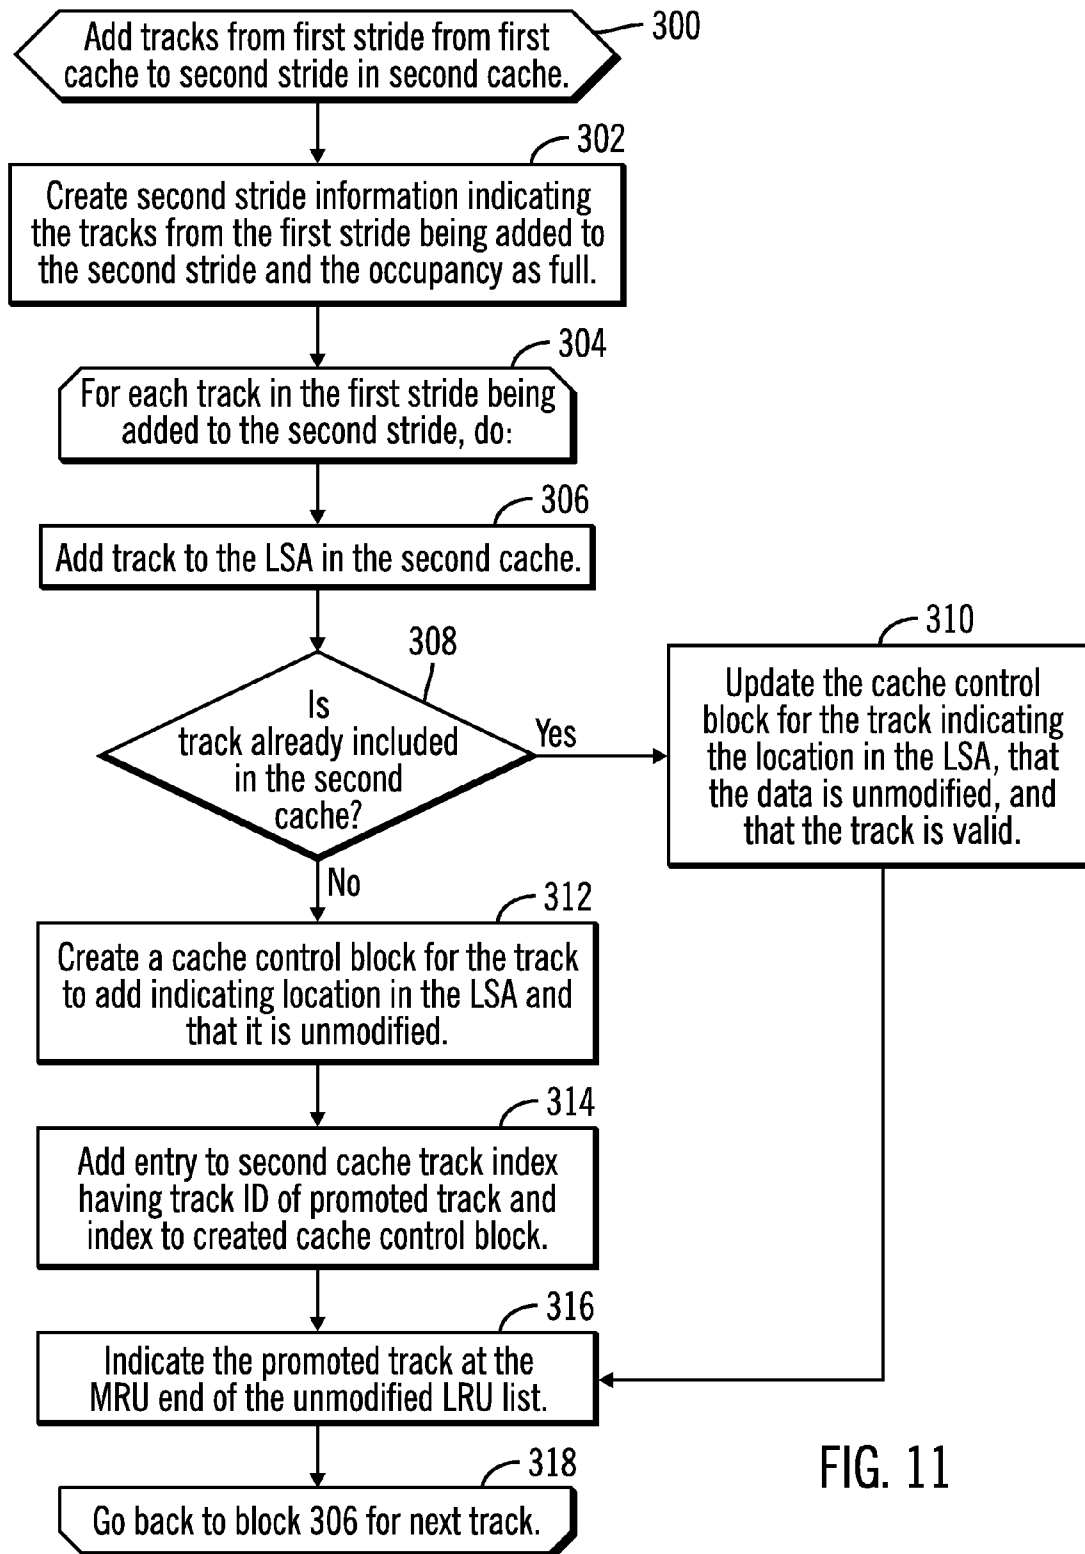 300
Add tracks from first stride from first
cache to second stride in second cache.
302
Create second stride information indicating
the tracks from the first stride being added to
the second stride and the occupancy as full.
304
For each track in the first stride being
added to the second stride, do:
306
Add track to the LSA in the second cache.
308
Is
track already included
in the second
cache?
Yes
310
Update the cache control
block for the track indicating
the location in the LSA, that
the data is unmodified, and
that the track is valid.
No
312
Create a cache control block for the track
to add indicating location in the LSA and
that it is unmodified.
314
Add entry to second cache track index
having track ID of promoted track and
index to created cache control block.
316
Indicate the promoted track at the
MRU end of the unmodified LRU list.
318
Go back to block 306 for next track.
FIG. 11